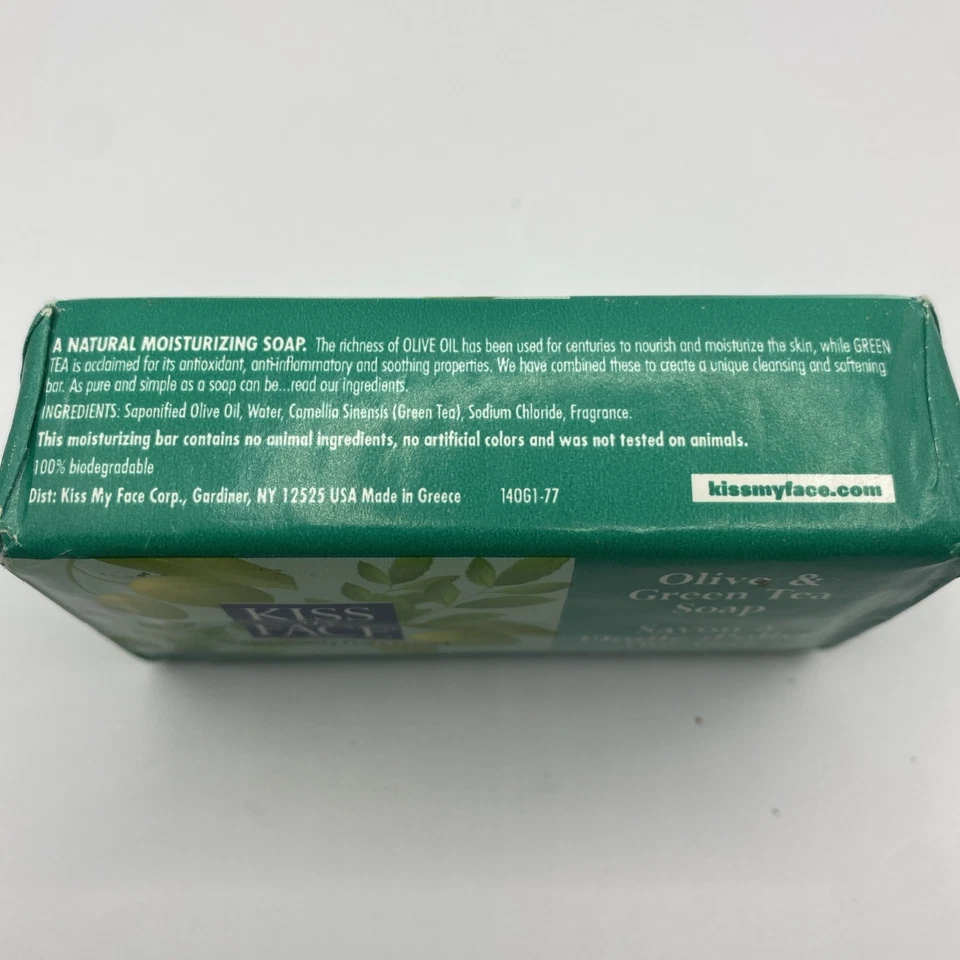 A NATURAL MOISTURIZING SOAP. The richness of OLIVE OIL has been used for centuries to nourish and moisturize the skin, while GREEN
TEA is acclaimed for its antioxidant, anti-inflammatory and soothing properties. We have combined these to create a unique cleansing and softening
bar. As pure and simple as a soap can be...read our ingredients.
INGREDIENTS: Saponified Olive Oil, Water, Camellia Sinensis (Green Tea), Sodium Chloride, Fragrance.
This moisturizing bar contains no animal ingredients, no artificial colors and was not tested on animals.
100% biodegradable
Dist: Kiss My Face Corp., Gardiner, NY 12525 USA Made in Greece 140G1-77
kissmyface.com
KISS
FACE
Olive &
Green Tea
Soap
Savon à